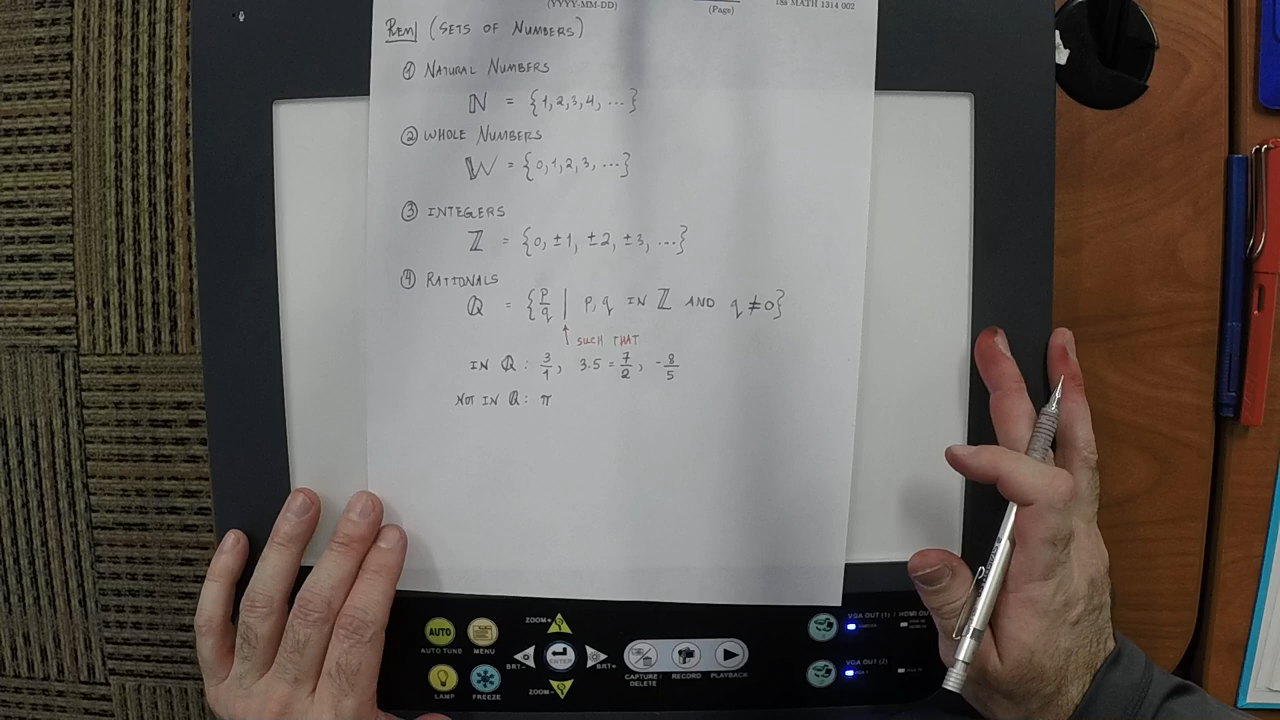 (YYYY-MM-DD)
(Page)
18s MATH 1314 002
REM (SETS OF NUMBERS)
① NATURAL NUMBERS
ℕ = {1,2,3,4, ...}
② WHOLE NUMBERS
𝕎 = {0,1,2,3, ...}
③ INTEGERS
ℤ = {0, ±1, ±2, ±3, ...}
④ RATIONALS
ℚ = {p/q | p,q IN ℤ AND q ≠ 0}
↑ SUCH THAT
IN ℚ: 3/1, 3.5 = 7/2, -8/5
NOT IN ℚ: π
ZOOM+
AUTO
AUTO TUNE
MENU
BRT-
ENTER
BRT+
CAPTURE / DELETE
RECORD
PLAYBACK
LAMP
FREEZE
ZOOM-
VGA OUT (1) / HDMI OU
VGA OUT (2)